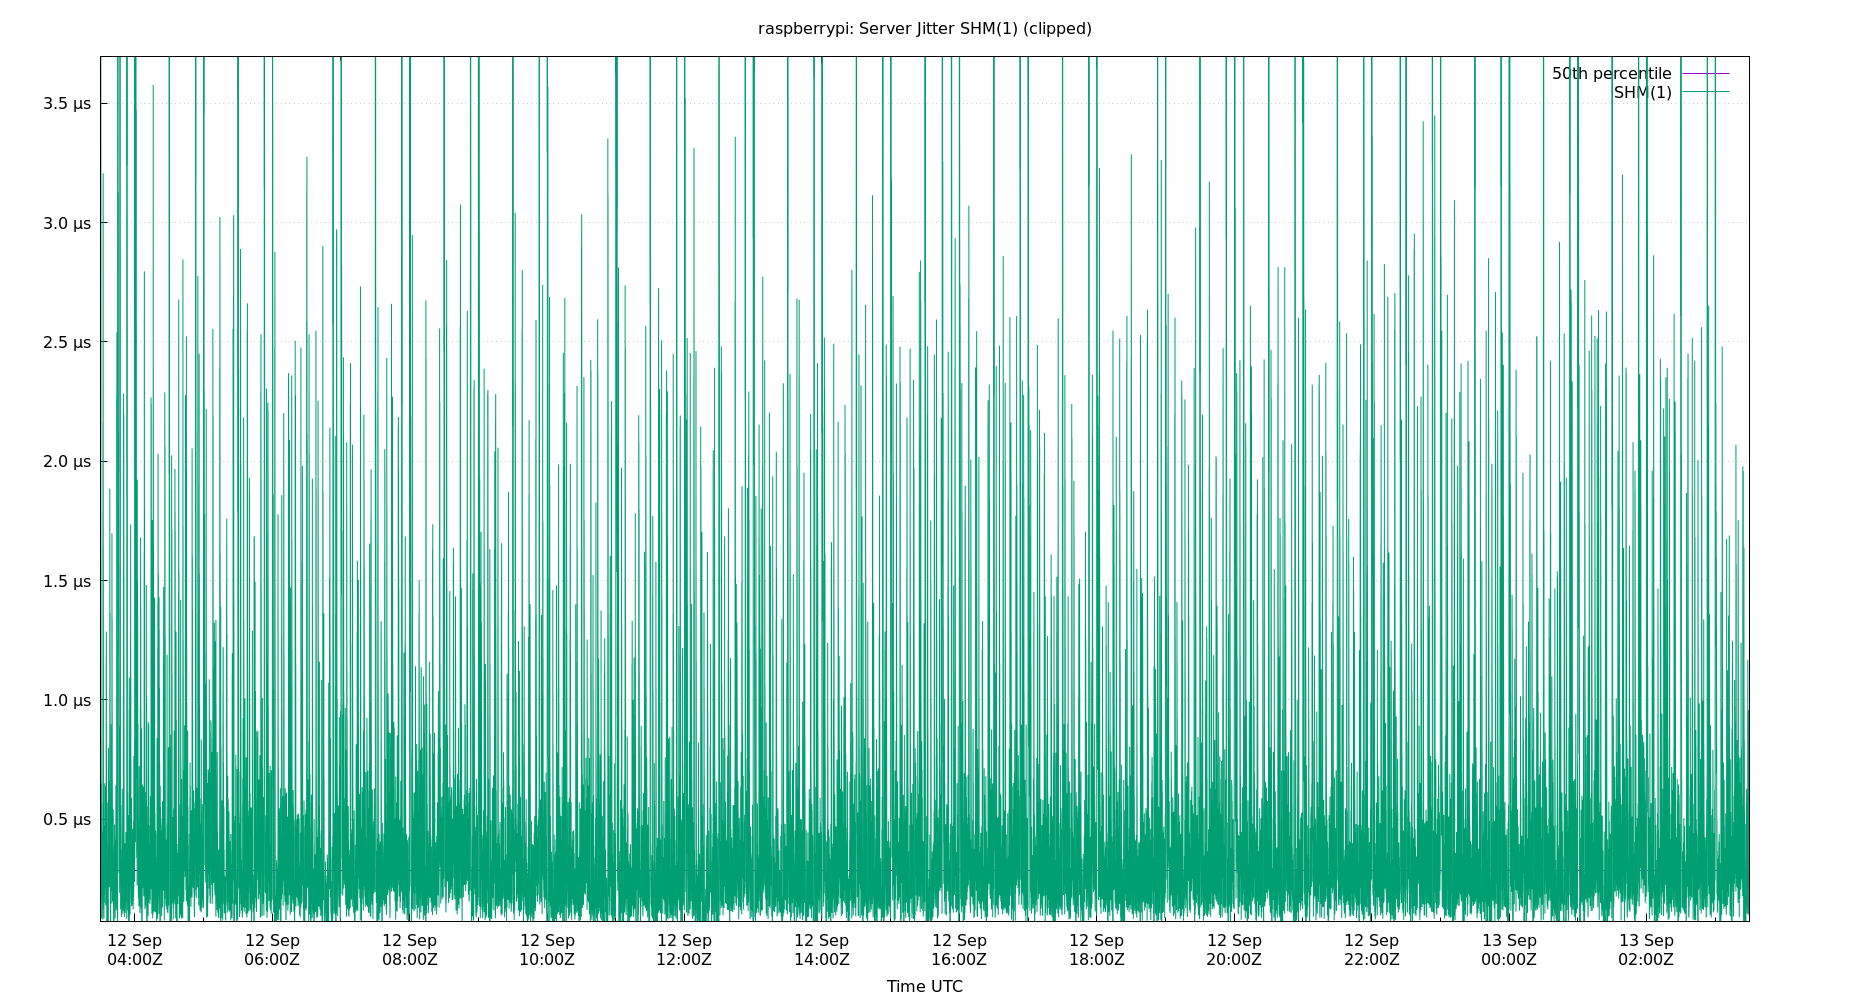 raspberrypi: Server Jitter SHM(1) (clipped)
50th percentile
SHM(1)
3.5 µs
3.0 µs
2.5 µs
2.0 µs
1.5 µs
1.0 µs
0.5 µs
12 Sep 12 Sep 12 Sep 12 Sep 12 Sep 12 Sep 12 Sep 12 Sep 12 Sep 12 Sep 13 Sep 13 Sep
04:00Z 06:00Z 08:00Z 10:00Z 12:00Z 14:00Z 16:00Z 18:00Z 20:00Z 22:00Z 00:00Z 02:00Z
Time UTC